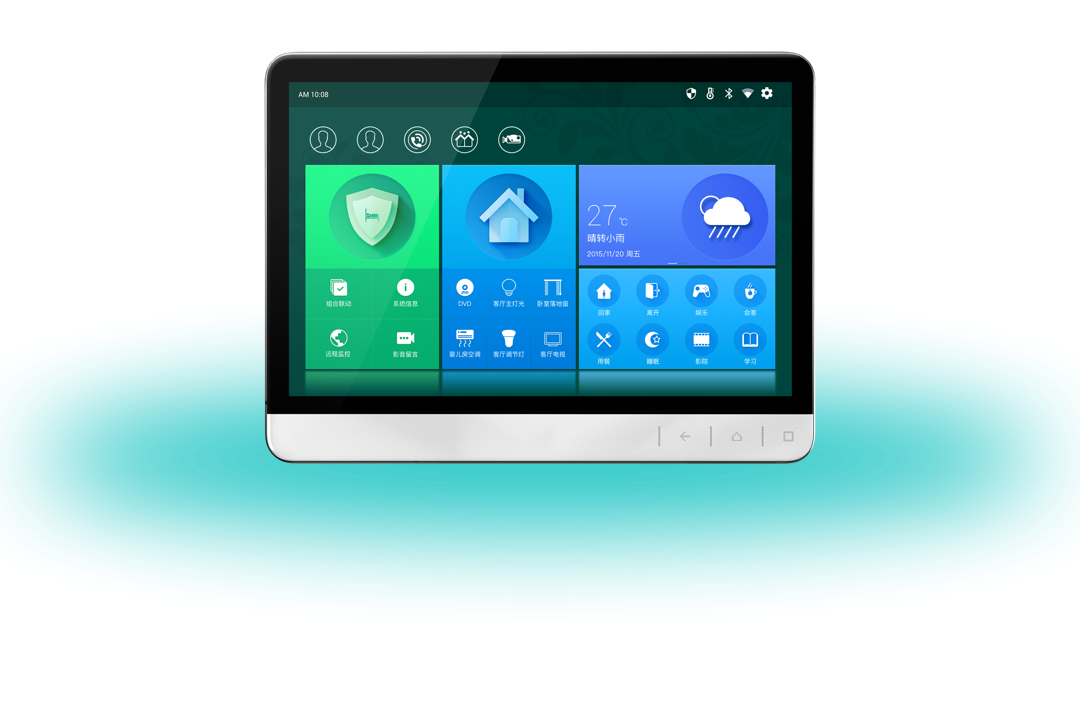 AM 10:08
27℃
晴转小雨
2015/11/20 周五
组合联动
系统信息
远程监控
影音留言
DVD
客厅主灯光
卧室落地窗
婴儿房空调
客厅调节灯
客厅电视
回家
离开
娱乐
会客
用餐
睡眠
影院
学习